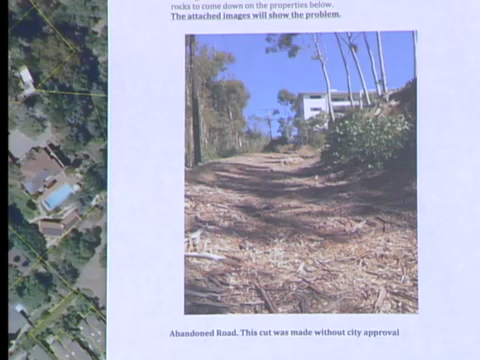 rocks to come down on the properties below.
The attached images will show the problem.
Abandoned Road. This cut was made without city approval